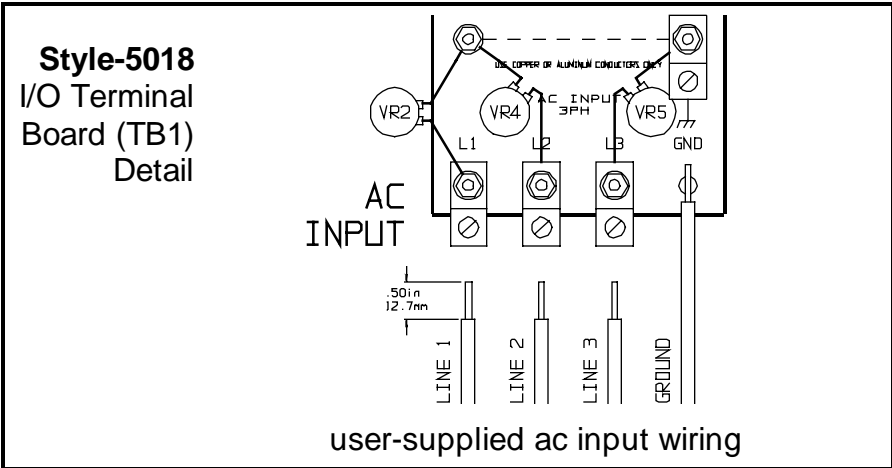 Style-5018
I/O Terminal
Board (TB1)
Detail
USE COPPER OR ALUMINUM CONDUCTORS ONLY
VR2
VR4
AC INPUT
3PH
VR5
L1
L2
L3
GND
AC
INPUT
.50in
12.7mm
LINE 1
LINE 2
LINE 3
GROUND
user-supplied ac input wiring